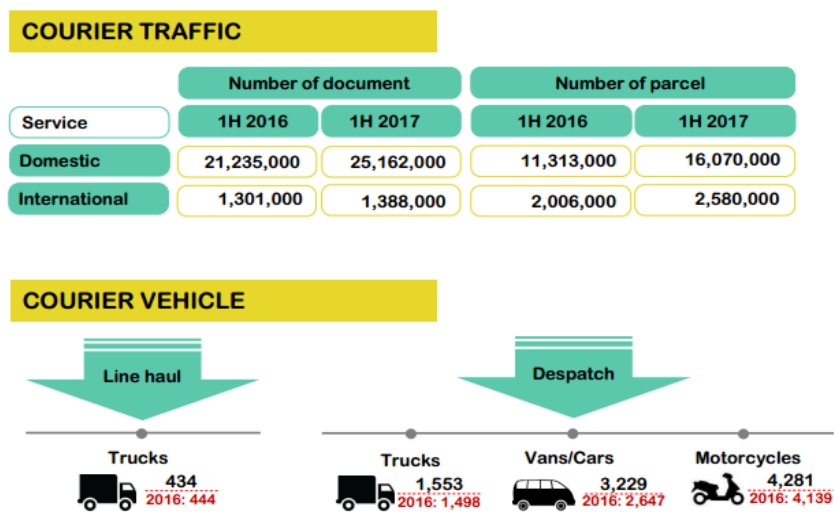 COURIER TRAFFIC
Number of document Number of parcel
Service 1H 2016 1H 2017 1H 2016 1H 2017
Domestic 21,235,000 25,162,000 11,313,000 16,070,000
International 1,301,000 1,388,000 2,006,000 2,580,000
COURIER VEHICLE
Line haul Despatch
Trucks Trucks Vans/Cars Motorcycles
434 1,553 3,229 4,281
2016: 444 2016: 1,498 2016: 2,647 2016: 4,139